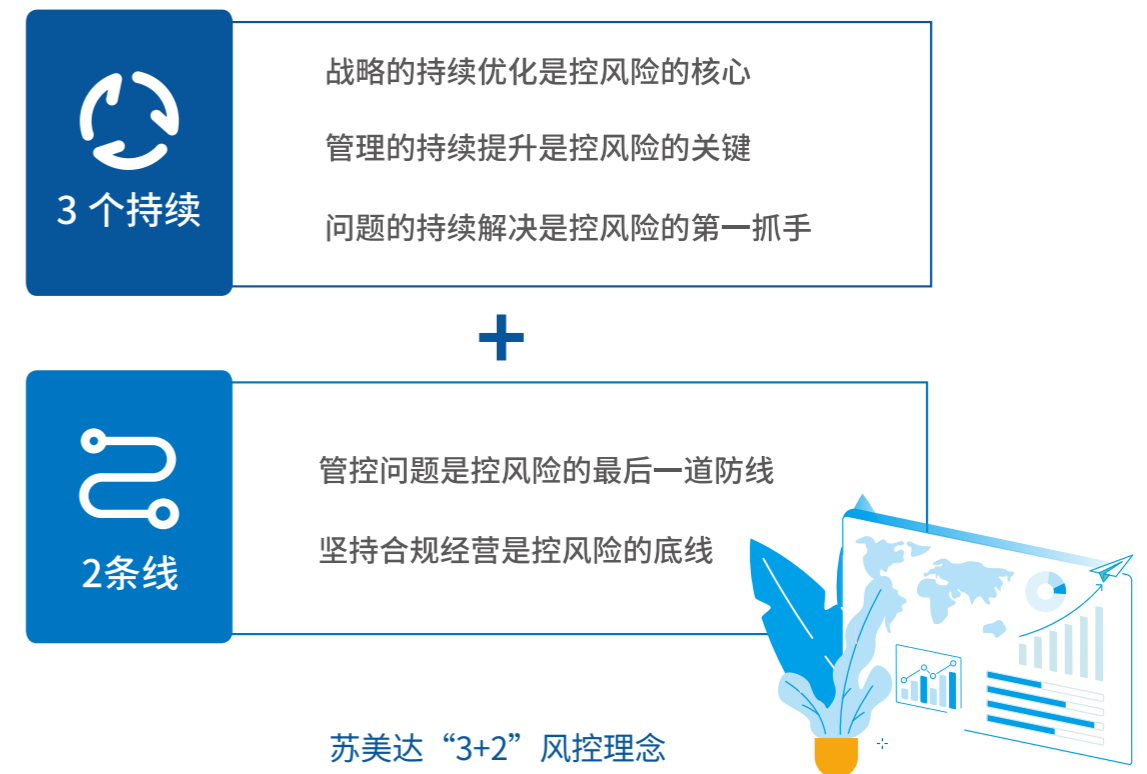 战略的持续优化是控风险的核心
管理的持续提升是控风险的关键
3 个持续
问题的持续解决是控风险的第一抓手
+
管控问题是控风险的最后一道防线
坚持合规经营是控风险的底线
2条线
苏美达“3+2”风控理念